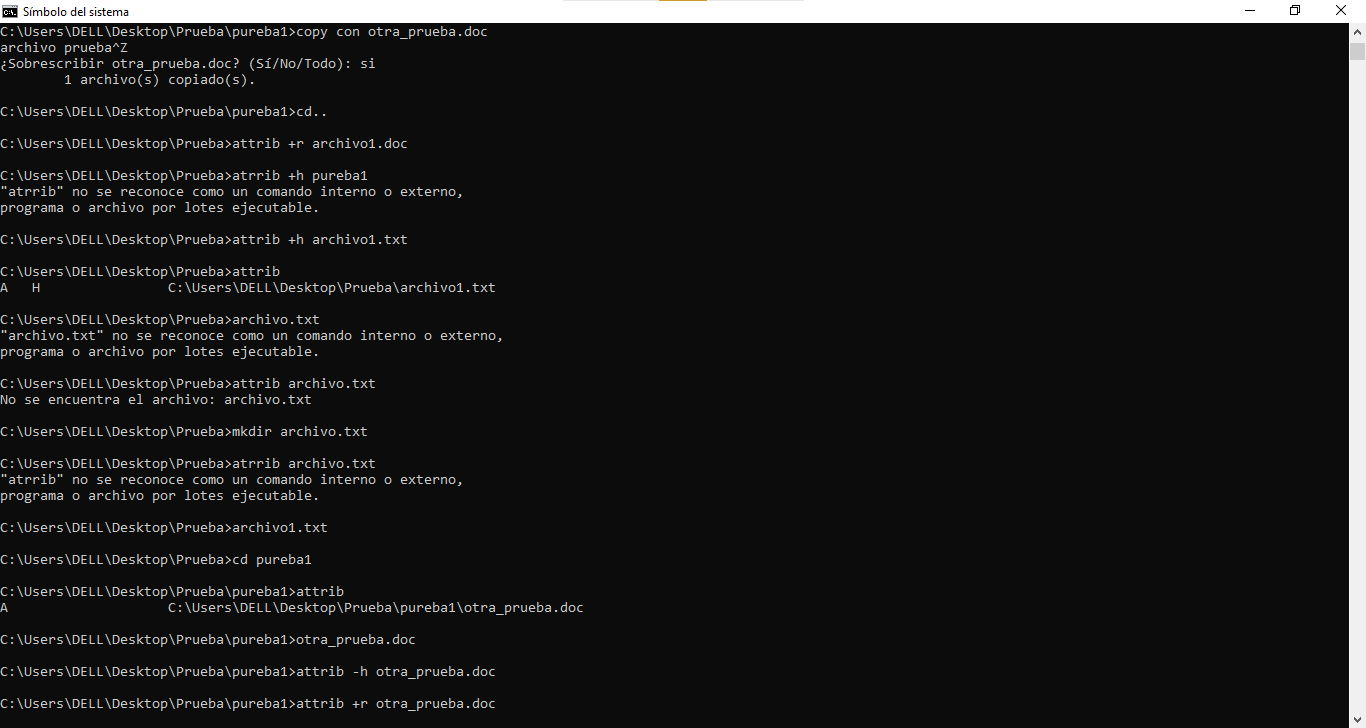 Símbolo del sistema
C:\Users\DELL\Desktop\Prueba\pureba1>copy con otra_prueba.doc
archivo prueba^Z
¿Sobrescribir otra_prueba.doc? (Sí/No/Todo): si
        1 archivo(s) copiado(s).
C:\Users\DELL\Desktop\Prueba\pureba1>cd..
C:\Users\DELL\Desktop\Prueba>attrib +r archivo1.doc
C:\Users\DELL\Desktop\Prueba>atrrib +h pureba1
"atrrib" no se reconoce como un comando interno o externo,
programa o archivo por lotes ejecutable.
C:\Users\DELL\Desktop\Prueba>attrib +h archivo1.txt
C:\Users\DELL\Desktop\Prueba>attrib
A   H                C:\Users\DELL\Desktop\Prueba\archivo1.txt
C:\Users\DELL\Desktop\Prueba>archivo.txt
"archivo.txt" no se reconoce como un comando interno o externo,
programa o archivo por lotes ejecutable.
C:\Users\DELL\Desktop\Prueba>attrib archivo.txt
No se encuentra el archivo: archivo.txt
C:\Users\DELL\Desktop\Prueba>mkdir archivo.txt
C:\Users\DELL\Desktop\Prueba>atrrib archivo.txt
"atrrib" no se reconoce como un comando interno o externo,
programa o archivo por lotes ejecutable.
C:\Users\DELL\Desktop\Prueba>archivo1.txt
C:\Users\DELL\Desktop\Prueba>cd pureba1
C:\Users\DELL\Desktop\Prueba\pureba1>attrib
A                    C:\Users\DELL\Desktop\Prueba\pureba1\otra_prueba.doc
C:\Users\DELL\Desktop\Prueba\pureba1>otra_prueba.doc
C:\Users\DELL\Desktop\Prueba\pureba1>attrib -h otra_prueba.doc
C:\Users\DELL\Desktop\Prueba\pureba1>attrib +r otra_prueba.doc